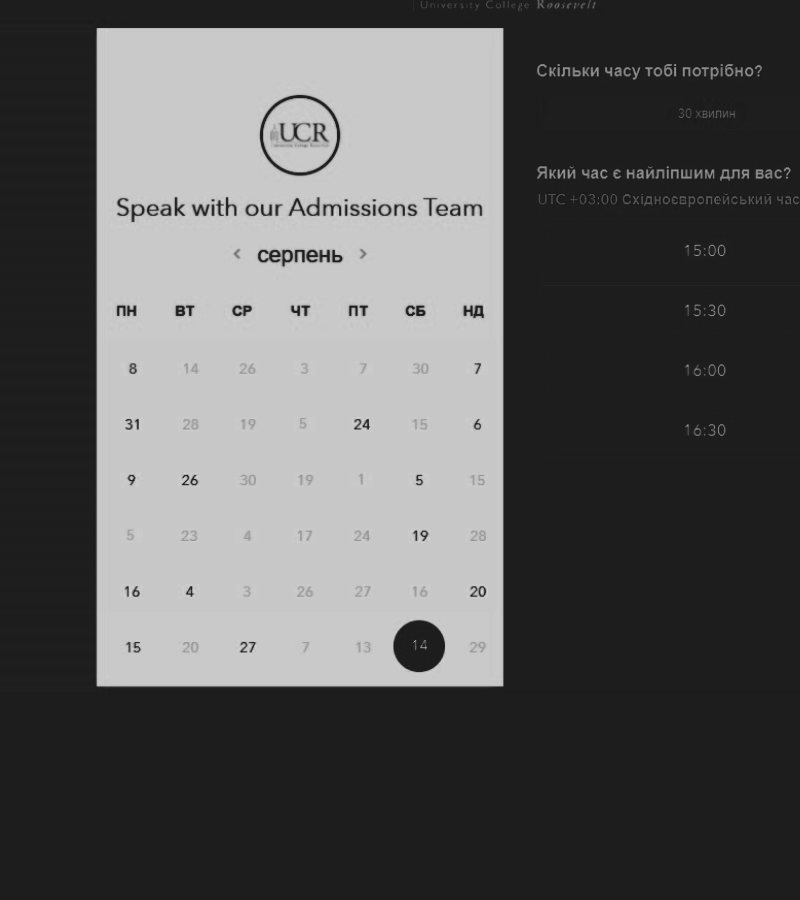 University College Roosevelt
UCR
Speak with our Admissions Team
< серпень >
ПН ВТ СР ЧТ ПТ СБ НД
8 14 26 3 7 30 7
31 28 19 5 24 15 6
9 26 30 19 1 5 15
5 23 4 17 24 19 28
16 4 3 26 27 16 20
15 20 27 7 13 14 29
Скільки часу тобі потрібно?
30 хвилин
Який час є найліпшим для вас?
UTC +03:00 Східноєвропейський час
15:00
15:30
16:00
16:30